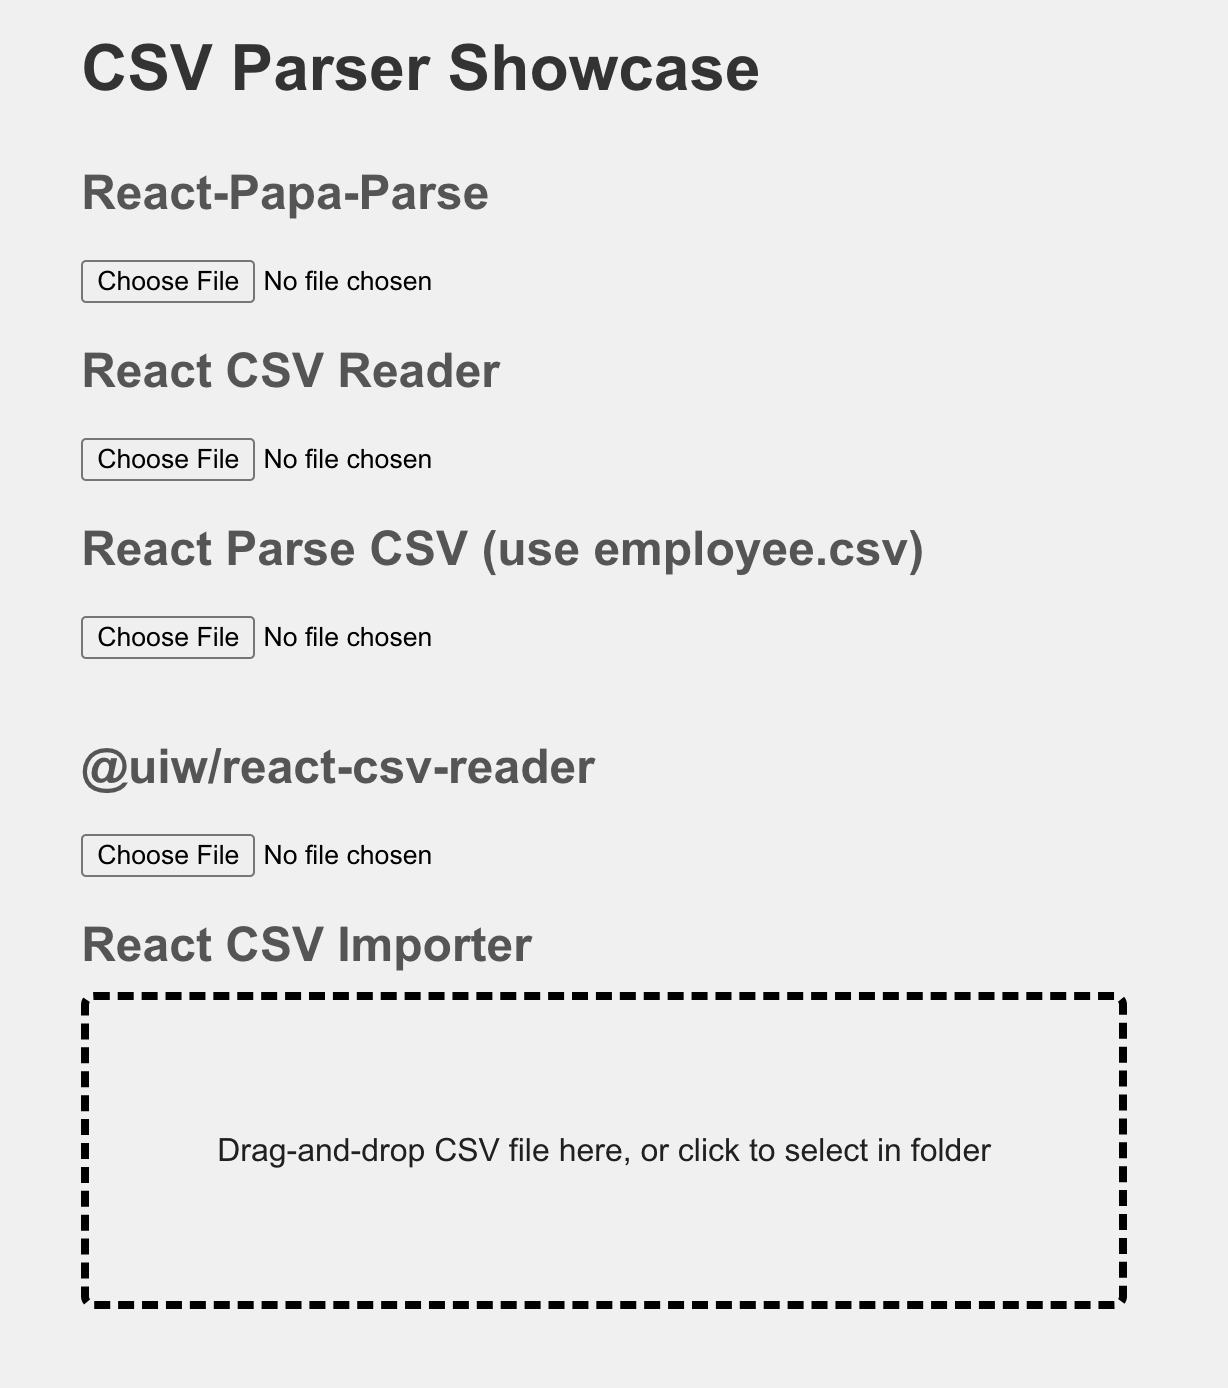 CSV Parser Showcase
React-Papa-Parse
Choose File No file chosen
React CSV Reader
Choose File No file chosen
React Parse CSV (use employee.csv)
Choose File No file chosen
@uiw/react-csv-reader
Choose File No file chosen
React CSV Importer
Drag-and-drop CSV file here, or click to select in folder